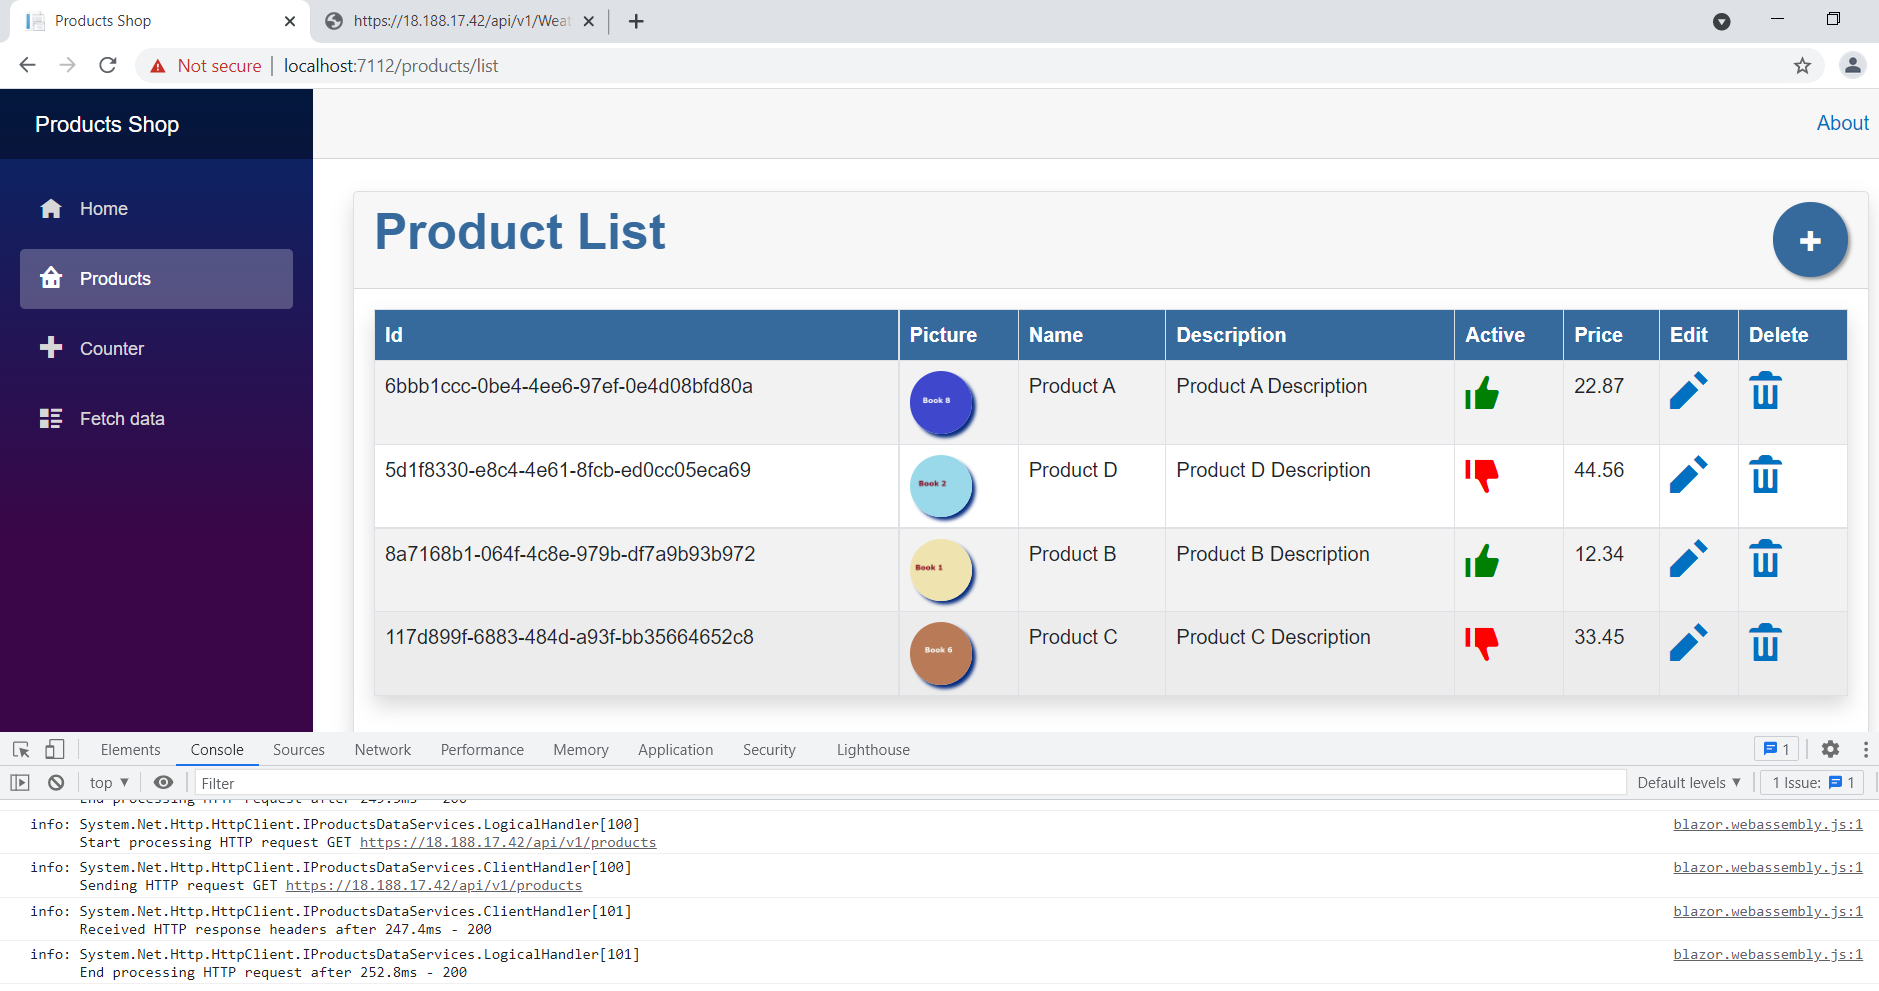 Products Shop
https://18.188.17.42/api/v1/Weat
Not secure
localhost:7112/products/list
Products Shop
About
Home
Products
Counter
Fetch data
Product List
Id Picture Name Description Active Price Edit Delete
6bbb1ccc-0be4-4ee6-97ef-0e4d08bfd80a Book 8 Product A Product A Description 22.87
5d1f8330-e8c4-4e61-8fcb-ed0cc05eca69 Book 2 Product D Product D Description 44.56
8a7168b1-064f-4c8e-979b-df7a9b93b972 Book 1 Product B Product B Description 12.34
117d899f-6883-484d-a93f-bb35664652c8 Book 6 Product C Product C Description 33.45
Elements Console Sources Network Performance Memory Application Security Lighthouse 1
top Filter Default levels 1 Issue: 1
End processing HTTP request after 249.9ms - 200
info: System.Net.Http.HttpClient.IProductsDataServices.LogicalHandler[100] blazor.webassembly.js:1
Start processing HTTP request GET https://18.188.17.42/api/v1/products
info: System.Net.Http.HttpClient.IProductsDataServices.ClientHandler[100] blazor.webassembly.js:1
Sending HTTP request GET https://18.188.17.42/api/v1/products
info: System.Net.Http.HttpClient.IProductsDataServices.ClientHandler[101] blazor.webassembly.js:1
Received HTTP response headers after 247.4ms - 200
info: System.Net.Http.HttpClient.IProductsDataServices.LogicalHandler[101] blazor.webassembly.js:1
End processing HTTP request after 252.8ms - 200